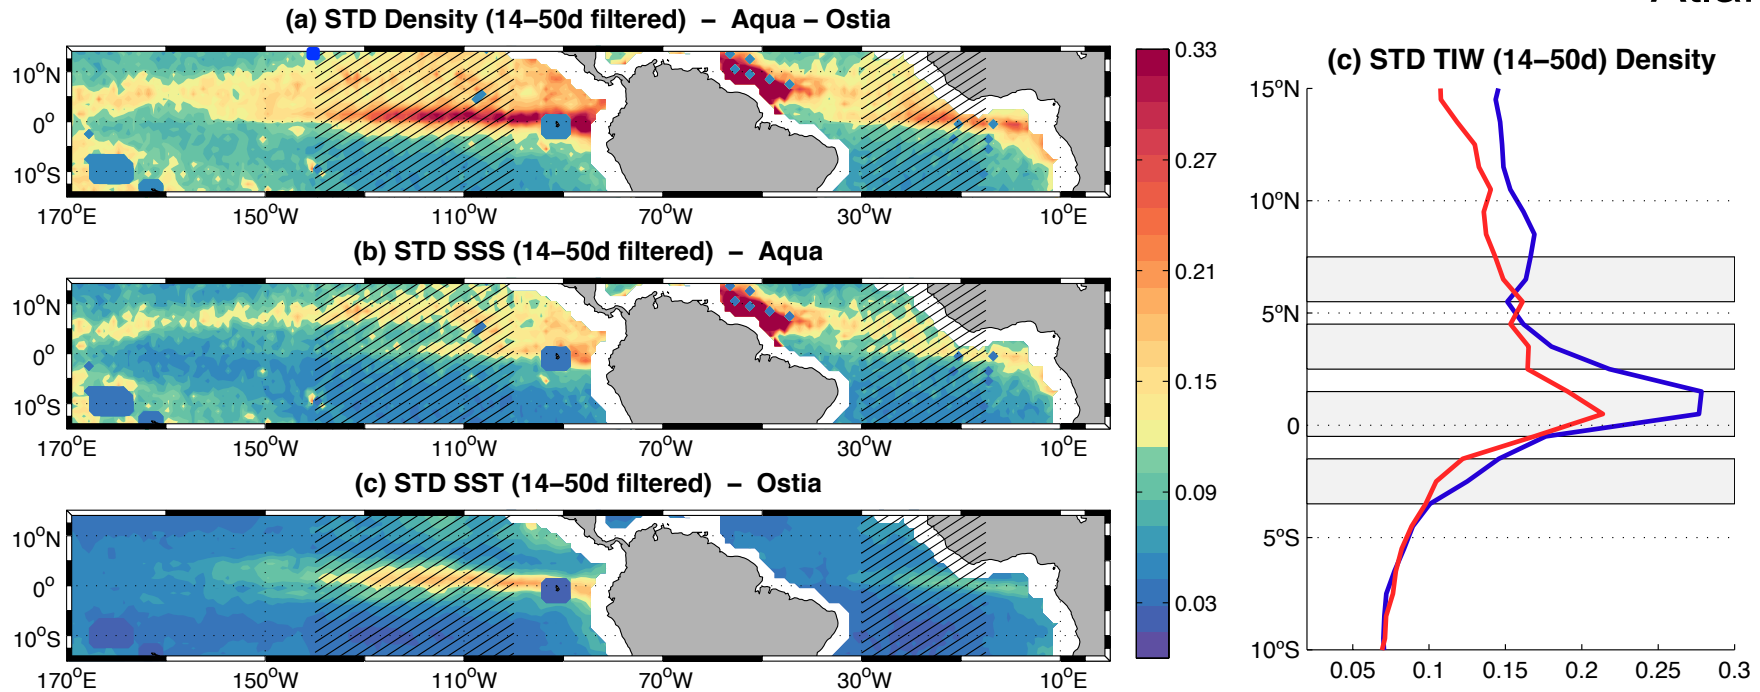 (a) STD Density (14–50d filtered) – Aqua – Ostia
10°N
0°
10°S
170°E 150°W 110°W 70°W 30°W 10°E
(b) STD SSS (14–50d filtered) – Aqua
10°N
0°
10°S
170°E 150°W 110°W 70°W 30°W 10°E
(c) STD SST (14–50d filtered) – Ostia
10°N
0°
10°S
170°E 150°W 110°W 70°W 30°W 10°E
0.33
0.27
0.21
0.15
0.09
0.03
(c) STD TIW (14–50d) Density
15°N
10°N
5°N
0
5°S
10°S
0.05 0.1 0.15 0.2 0.25 0.3